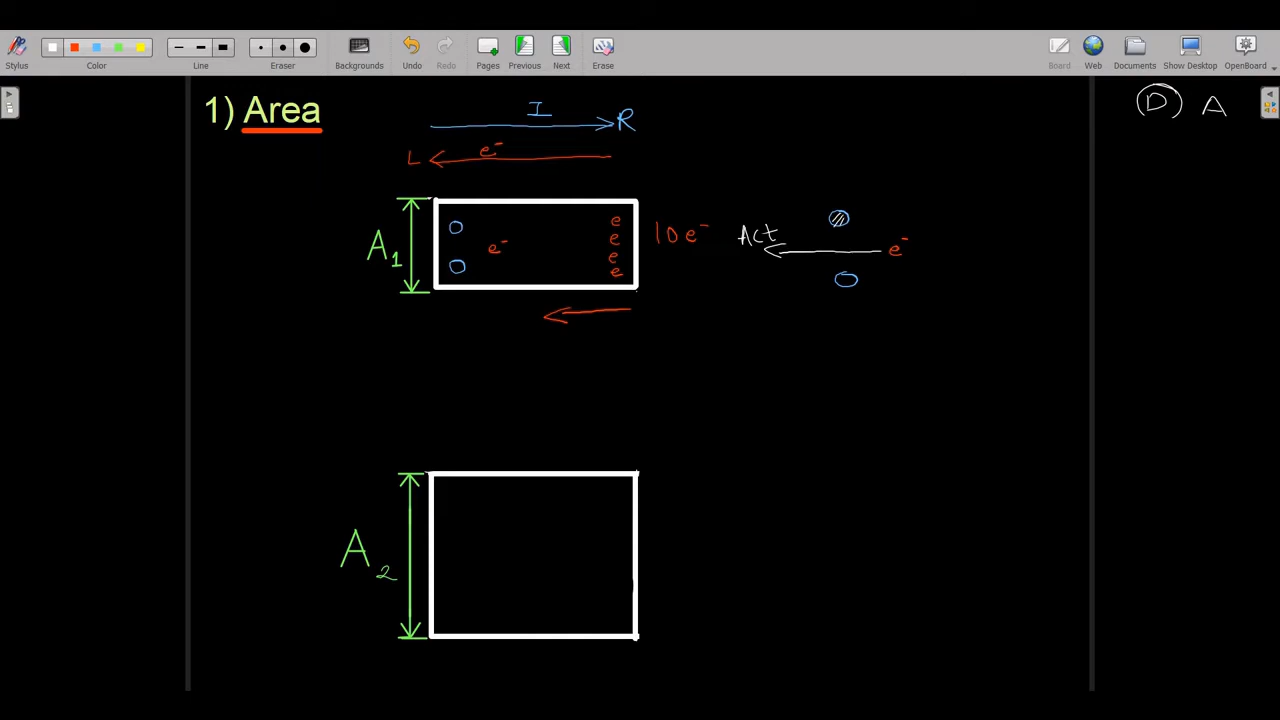 Stylus Color Line Eraser Backgrounds Undo Redo Pages Previous Next Erase Board Web Documents Show Desktop OpenBoard
1) Area
I
R
D A
L e⁻
A₁
e⁻
e
e
e
e
10e⁻
Act
e⁻
A₂